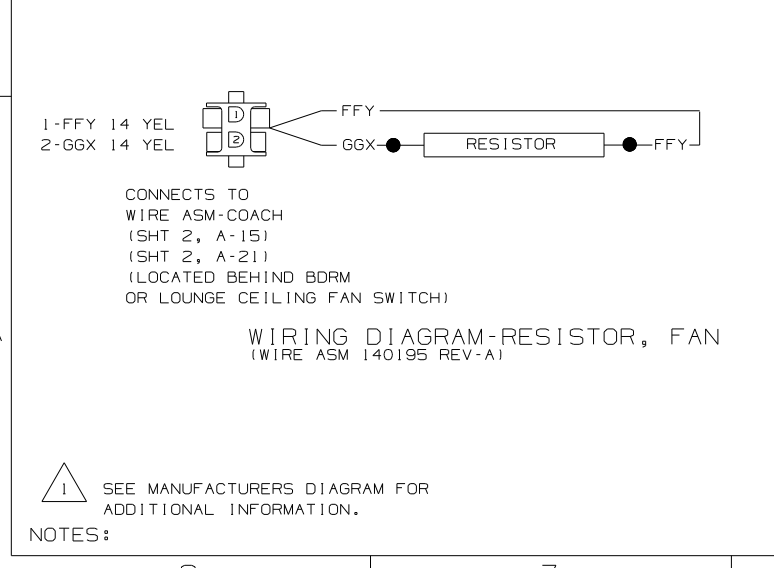 1-FFY 14 YEL
2-GGX 14 YEL
1
2
FFY
GGX
RESISTOR
FFY
CONNECTS TO
WIRE ASM-COACH
(SHT 2, A-15)
(SHT 2, A-21)
(LOCATED BEHIND BDRM
OR LOUNGE CEILING FAN SWITCH)
WIRING DIAGRAM-RESISTOR, FAN
(WIRE ASM 140195 REV-A)
1
SEE MANUFACTURERS DIAGRAM FOR
ADDITIONAL INFORMATION.
NOTES: